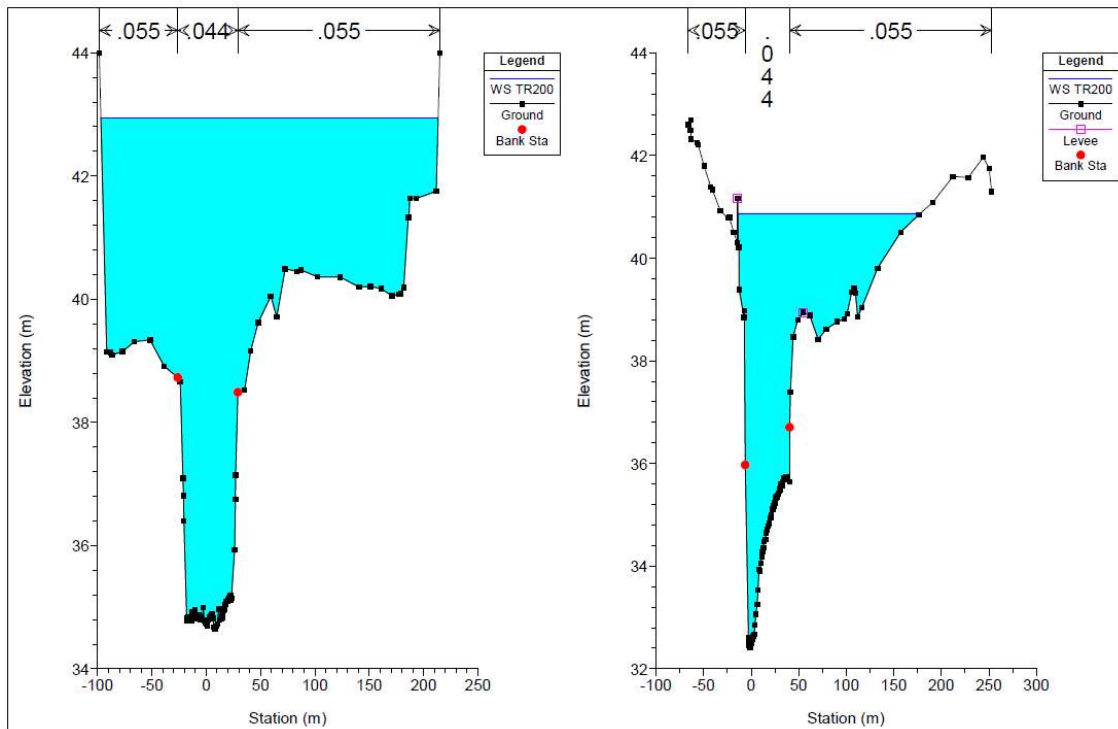 .055 .044 .055
44
42
40
38
36
34
Elevation (m)
-100 -50 0 50 100 150 200 250
Station (m)
Legend
WS TR200
Ground
Bank Sta
.055 .055
.
0
4
4
44
42
40
38
36
34
32
Elevation (m)
-100 -50 0 50 100 150 200 250 300
Station (m)
Legend
WS TR200
Ground
Levee
Bank Sta